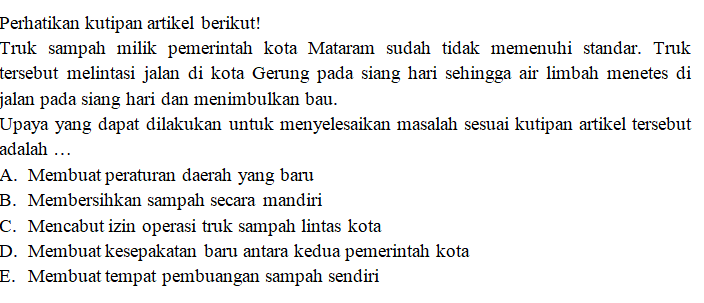 Perhatikan kutipan artikel berikut!
Truk sampah milik pemerintah kota Mataram sudah tidak memenuhi standar. Truk
tersebut melintasi jalan di kota Gerung pada siang hari sehingga air limbah menetes di
jalan pada siang hari dan menimbulkan bau.
Upaya yang dapat dilakukan untuk menyelesaikan masalah sesuai kutipan artikel tersebut
adalah …
A. Membuat peraturan daerah yang baru
B. Membersihkan sampah secara mandiri
C. Mencabut izin operasi truk sampah lintas kota
D. Membuat kesepakatan baru antara kedua pemerintah kota
E. Membuat tempat pembuangan sampah sendiri